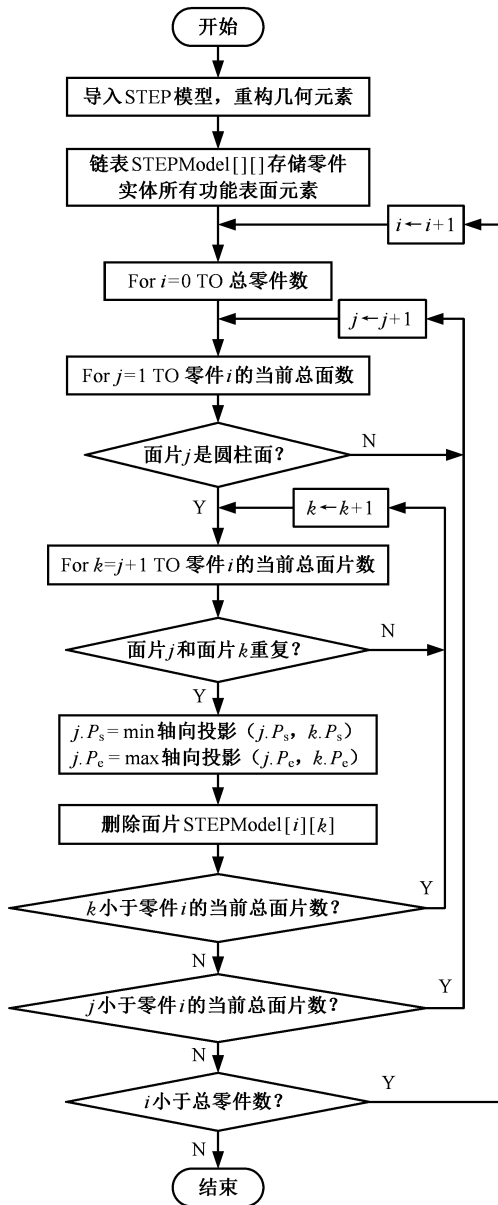 开始
导入STEP模型，重构几何元素
链表STEPModel[][]存储零件
实体所有功能表面元素
i←i+1
For i=0 TO 总零件数
j←j+1
For j=1 TO 零件i的当前总面数
面片j是圆柱面？
N
Y
k←k+1
For k=j+1 TO 零件i的当前总面片数
面片j和面片k重复？
N
Y
j.Ps=min轴向投影（j.Ps，k.Ps）
j.Pe=max轴向投影（j.Pe，k.Pe）
删除面片STEPModel[i][k]
k小于零件i的当前总面片数？
Y
N
j小于零件i的当前总面片数？
Y
N
i小于总零件数？
Y
N
结束